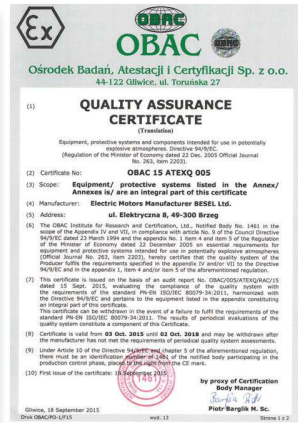 Ex
OBAC
OBAC
Ośrodek Badań, Atestacji i Certyfikacji Sp. z o.o.
44-122 Gliwice, ul. Toruńska 27
(1) QUALITY ASSURANCE
CERTIFICATE
(Translation)
Equipment, protective systems and components intended for use in potentially
explosive atmospheres. Directive 94/9/EC.
(Regulation of the Minister of Economy dated 22 Dec. 2005 Official Journal
No. 263, item 2203).
(2) Certificate No: OBAC 15 ATEXQ 005
(3) Scope: Equipment/ protective systems listed in the Annex/
Annexes is/ are an integral part of this certificate
(4) Manufacturer: Electric Motors Manufacturer BESEL Ltd.
(5) Address: ul. Elektryczna 8, 49-300 Brzeg
(6) The OBAC Institute for Research and Certification, Ltd., Notified Body No. 1461 in the
scope of the Appendix IV and VII, in compliance with article No. 9 of the Council Directive
94/9/EC dated 23 March 1994 and the appendix No. 1 item 4 and item 5 of the Regulation
of the Minister of Economy dated 22 December 2005 on essential requirements for
equipment and protective systems intended for use in potentially explosive atmospheres
(Official Journal No. 263, item 2203), hereby certifies that the quality system of the
Producer fulfils the requirements specified in the appendix IV and/or VII to the Directive
94/9/EC and in the appendix 1, item 4 and/or item 5 of the aforementioned regulation.
(7) This certificate is issued on the basis of an audit report No. OBAC/005/ATEXQ/RAC/15
dated 15 Sept. 2015, evaluating the compliance of the quality system with
the requirements of the standard PN-EN ISO/IEC 80079-34:2011, harmonized with
the Directive 94/9/EC and pertains to the equipment listed in the appendix constituting
an integral part of this certificate.
This certificate can be withdrawn in the event of a failure to fulfil the requirements of the
standard PN-EN ISO/IEC 80079-34:2011. The results of periodical evaluations of the
quality system constitute a component of this Certificate.
(8) Certificate is valid from 03 Oct. 2015 until 02 Oct. 2018 and may be withdrawn after
the manufacturer has not met the requirements of periodical quality system assessments.
(9) Under Article 10 of the Directive 94/9/EC and chapter 5 of the aforementioned regulation,
there must be an identification number of 1461 of the notified body participating in the
production control phase, placed to the right from the CE mark.
(10) First issue of the certificate: 18 September 2015
1461
by proxy of Certification
Body Manager
Piotr Barglik M. Sc.
Gliwice, 18 September 2015
Druk OBAC/PO-1/F15 wyd. 13 Strona 1 z 2